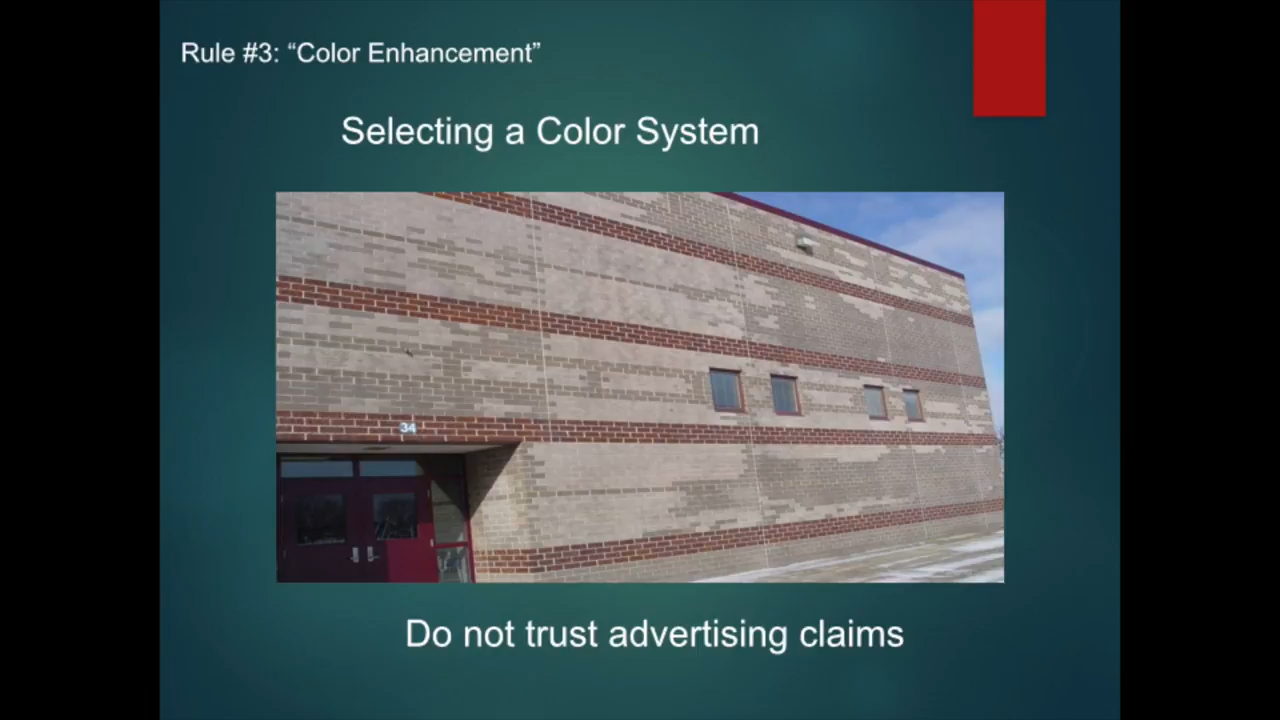 Rule #3: “Color Enhancement”
Selecting a Color System
34
Do not trust advertising claims